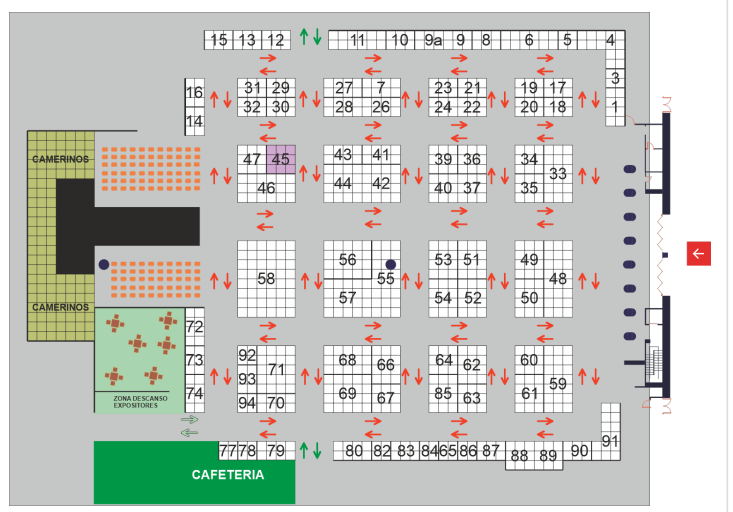 15 13 12 11 10 9a 9 8 6 5 4
3
16 31 29 27 7 23 21 19 17
14 32 30 28 26 24 22 20 18 1
CAMERINOS
47 45 43 41 39 36 34
33
46 44 42 40 37 35
56 53 51 49
58 55 48
57 54 52 50
CAMERINOS
72
92 68 66 64 62 60
73 71
93 59
74 69 67 85 63 61
94 70
ZONA DESCANSO
EXPOSITORES
91
77 78 79 80 82 83 84 65 86 87 88 89 90
CAFETERIA